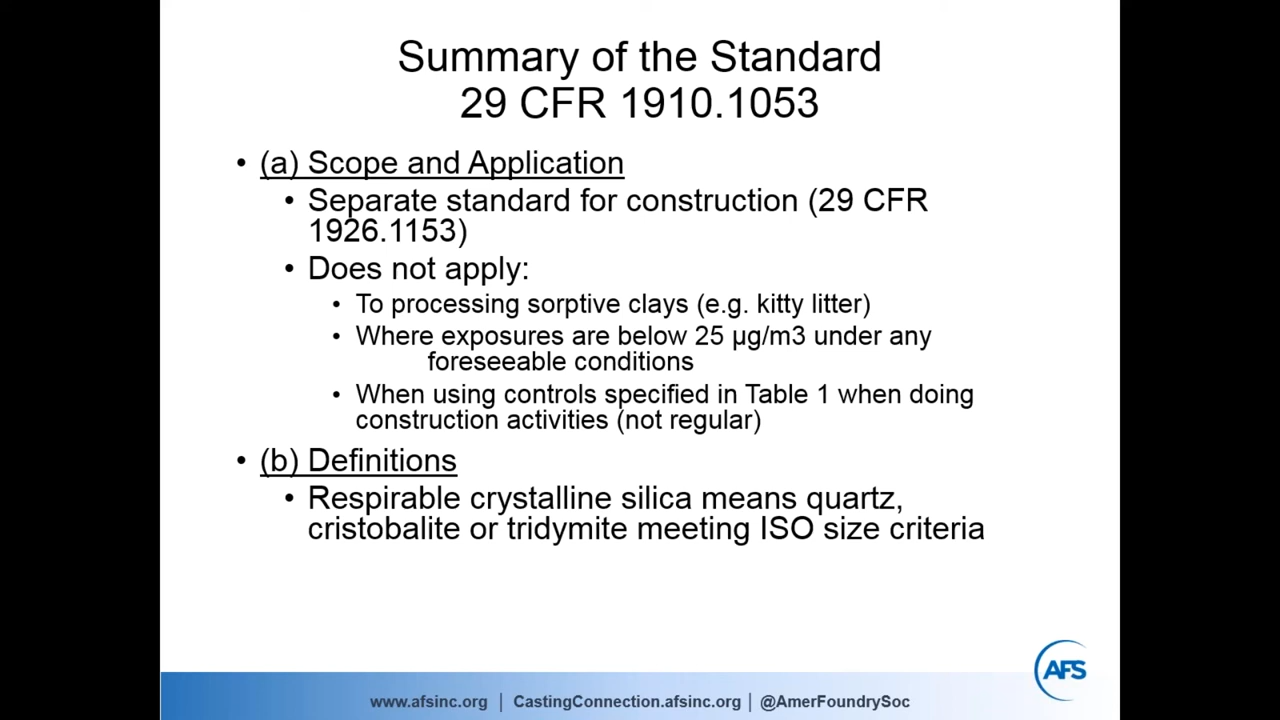 Summary of the Standard
29 CFR 1910.1053
• (a) Scope and Application
• Separate standard for construction (29 CFR
1926.1153)
• Does not apply:
• To processing sorptive clays (e.g. kitty litter)
• Where exposures are below 25 µg/m3 under any
foreseeable conditions
• When using controls specified in Table 1 when doing
construction activities (not regular)
• (b) Definitions
• Respirable crystalline silica means quartz,
cristobalite or tridymite meeting ISO size criteria
AFS
www.afsinc.org | CastingConnection.afsinc.org | @AmerFoundrySoc